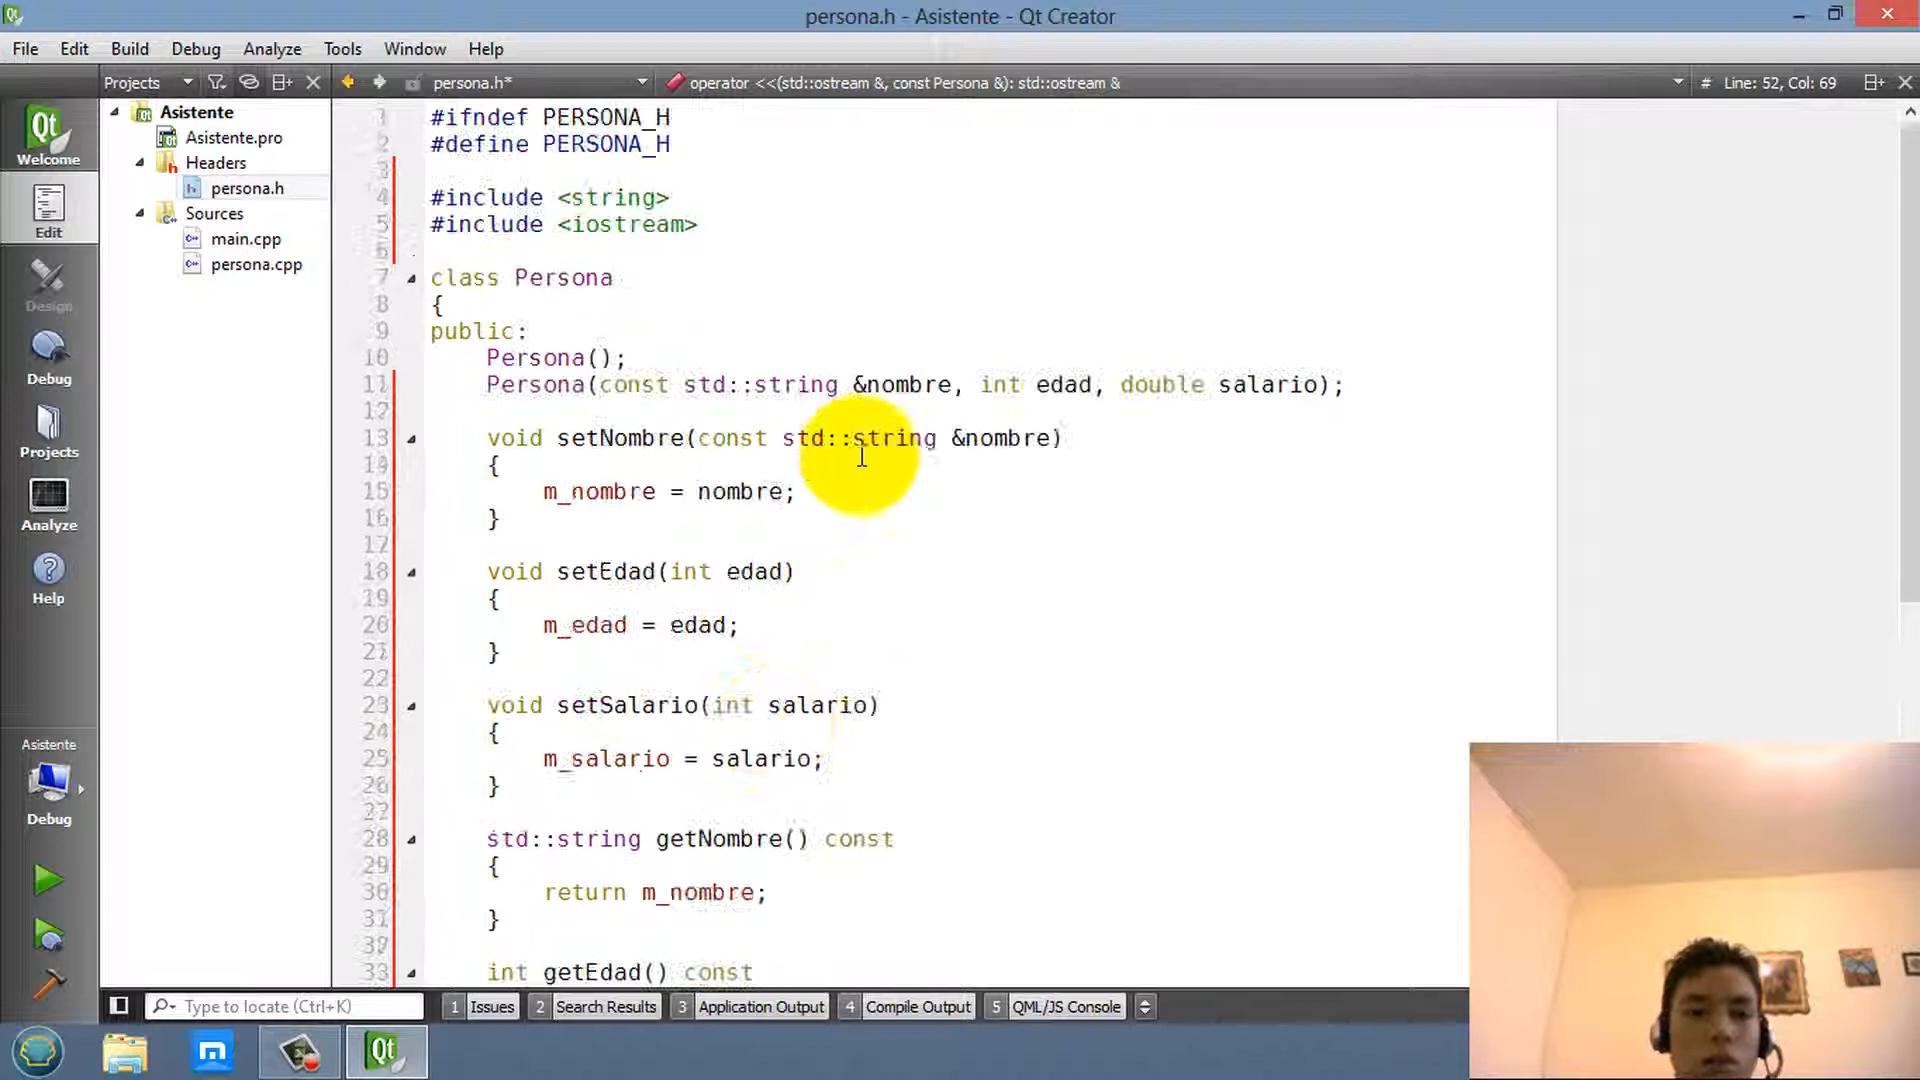 persona.h - Asistente - Qt Creator
File Edit Build Debug Analyze Tools Window Help
Projects persona.h* operator <<(std::ostream &, const Persona &): std::ostream & # Line: 52, Col: 69
Welcome
Edit
Design
Debug
Projects
Analyze
Help
Asistente
Debug
Asistente
Asistente.pro
Headers
persona.h
Sources
main.cpp
persona.cpp
1 #ifndef PERSONA_H
2 #define PERSONA_H
3
4 #include <string>
5 #include <iostream>
6
7 class Persona
8 {
9 public:
10 Persona();
11 Persona(const std::string &nombre, int edad, double salario);
12
13 void setNombre(const std::string &nombre)
14 {
15 m_nombre = nombre;
16 }
17
18 void setEdad(int edad)
19 {
20 m_edad = edad;
21 }
22
23 void setSalario(int salario)
24 {
25 m_salario = salario;
26 }
27
28 std::string getNombre() const
29 {
30 return m_nombre;
31 }
32
33 int getEdad() const
Type to locate (Ctrl+K) 1 Issues 2 Search Results 3 Application Output 4 Compile Output 5 QML/JS Console